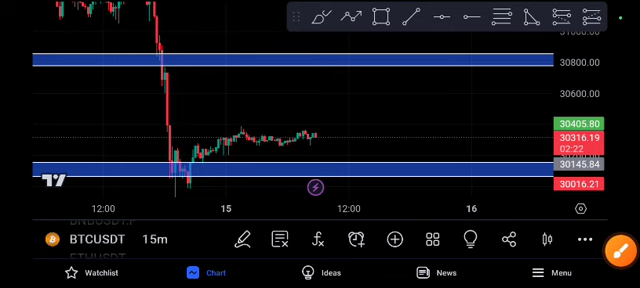 31000.00
30800.00
30600.00
30405.80
30316.19
02:22
30145.84
30016.21
12:00 15 12:00 16
BNBUSDT.P
BTCUSDT 15m
ETHUSDT
Watchlist Chart Ideas News Menu